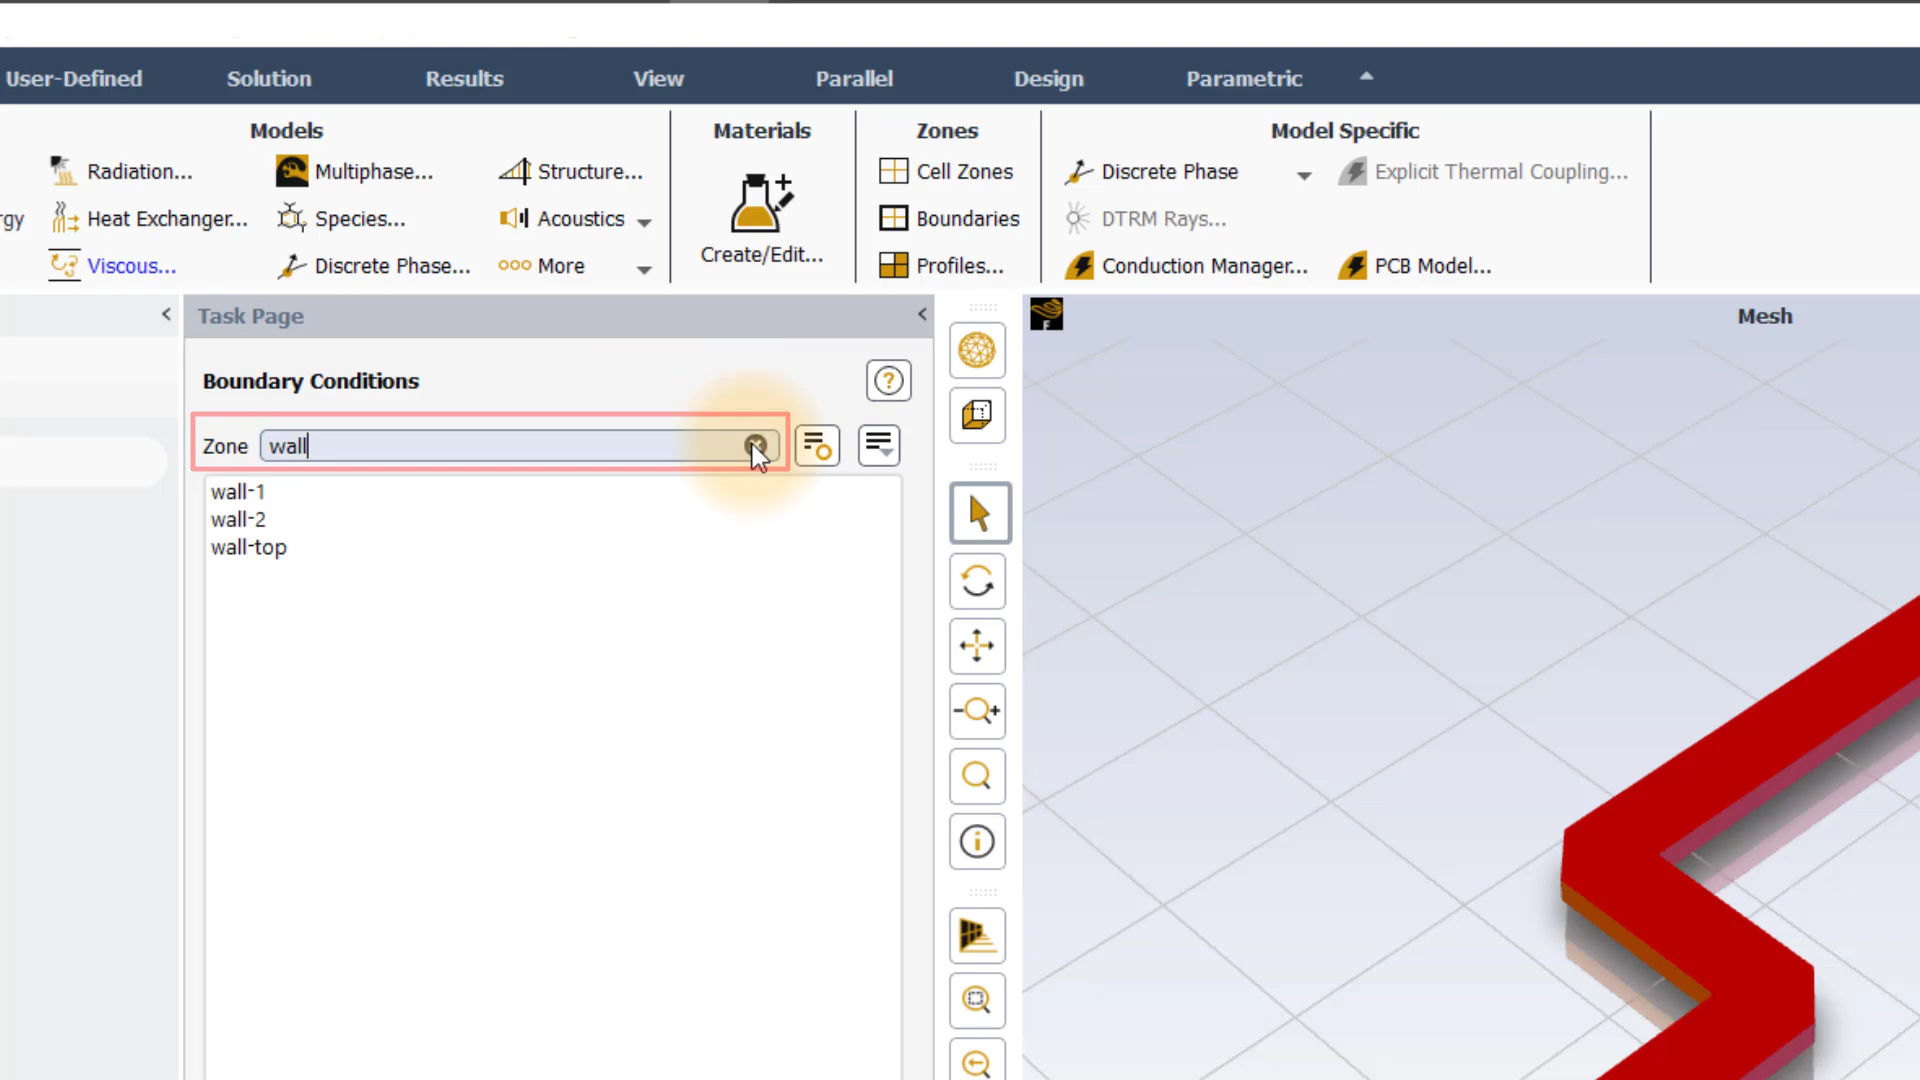 User-Defined Solution Results View Parallel Design Parametric
Models Materials Zones Model Specific
Radiation... Multiphase... Structure... Cell Zones Discrete Phase Explicit Thermal Coupling...
rgy Heat Exchanger... Species... Acoustics Boundaries DTRM Rays...
Viscous... Discrete Phase... More Create/Edit... Profiles... Conduction Manager... PCB Model...
Task Page
Mesh
Boundary Conditions
Zone wall
wall-1
wall-2
wall-top